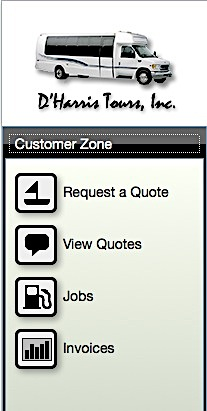 D'Harris Tours, Inc.
Customer Zone
Request a Quote
View Quotes
Jobs
Invoices